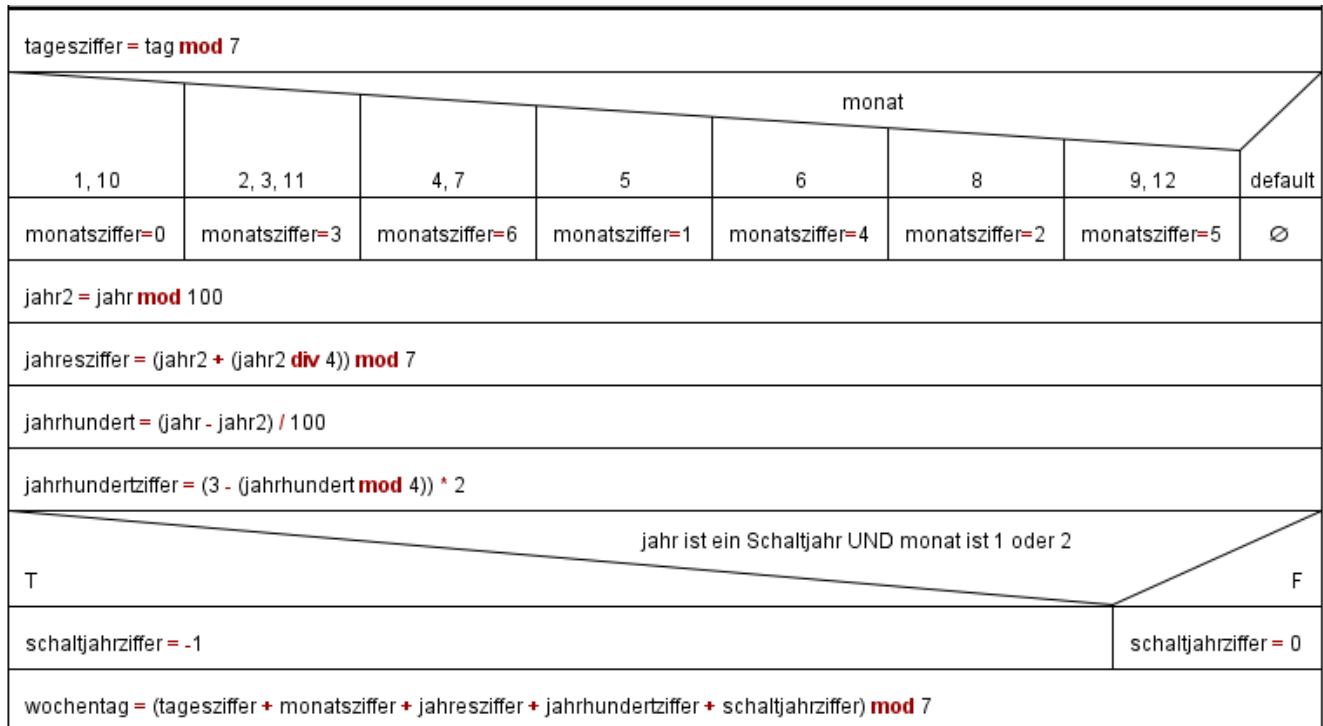 tagesziffer = tag mod 7
monat
1, 10 2, 3, 11 4, 7 5 6 8 9, 12 default
monatsziffer=0 monatsziffer=3 monatsziffer=6 monatsziffer=1 monatsziffer=4 monatsziffer=2 monatsziffer=5 ∅
jahr2 = jahr mod 100
jahresziffer = (jahr2 + (jahr2 div 4)) mod 7
jahrhundert = (jahr - jahr2) / 100
jahrhundertziffer = (3 - (jahrhundert mod 4)) * 2
jahr ist ein Schaltjahr UND monat ist 1 oder 2
T F
schaltjahrziffer = -1 schaltjahrziffer = 0
wochentag = (tagesziffer + monatsziffer + jahresziffer + jahrhundertziffer + schaltjahrziffer) mod 7